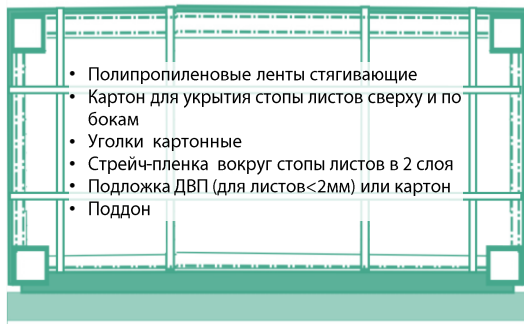 • Полипропиленовые ленты стягивающие
• Картон для укрытия стопы листов сверху и по
бокам
• Уголки картонные
• Стрейч-пленка вокруг стопы листов в 2 слоя
• Подложка ДВП (для листов<2мм) или картон
• Поддон